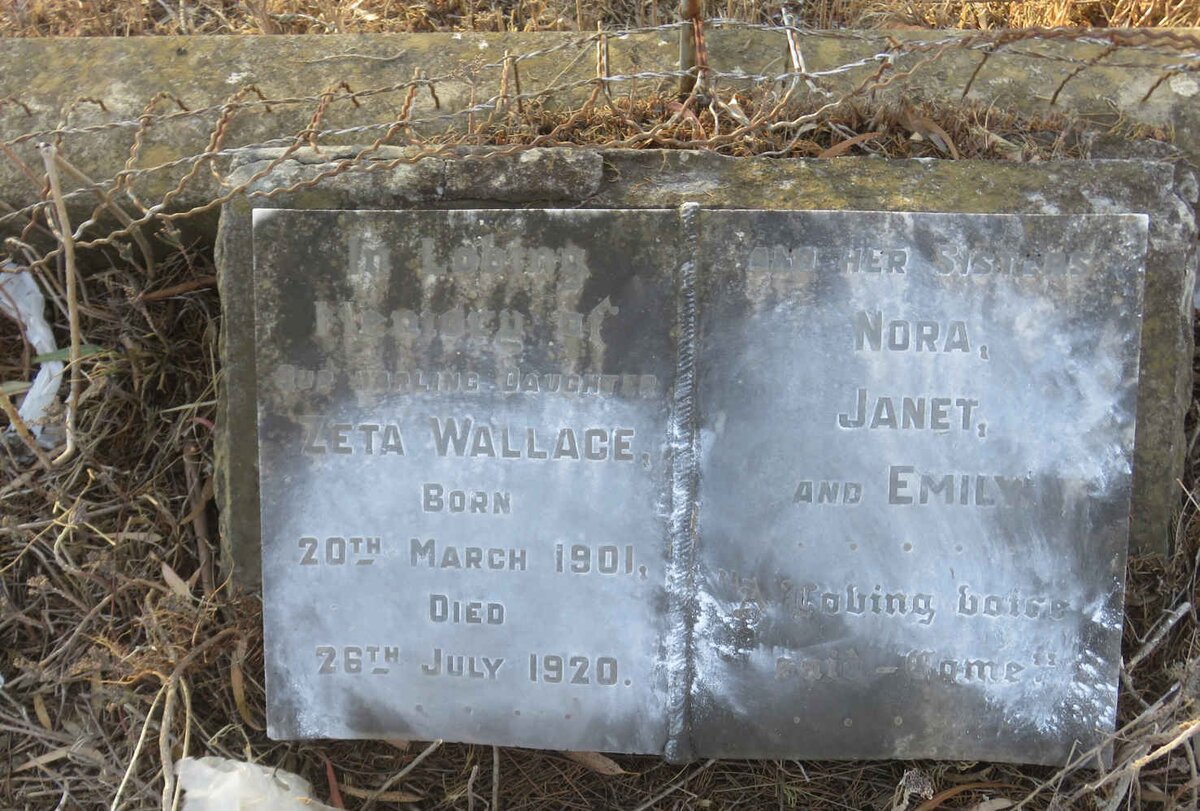 In Loving
Memory of
OUR DARLING DAUGHTER
ZETA WALLACE,
BORN
20TH MARCH 1901,
DIED
26TH JULY 1920.
AND HER SISTERS
NORA,
JANET,
AND EMILY
"A loving voice
said – Come".